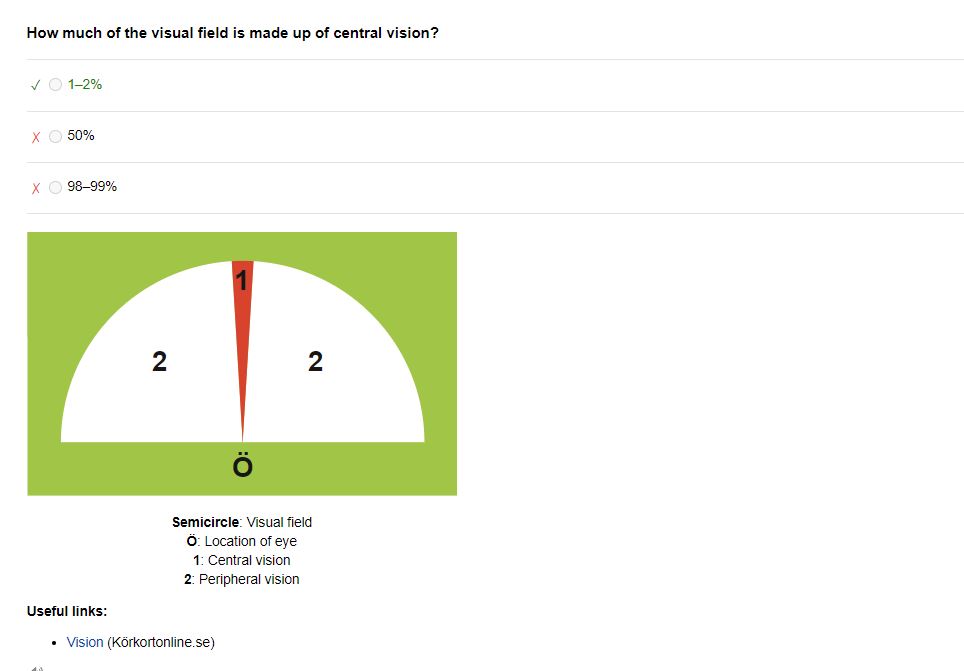 How much of the visual field is made up of central vision?
1–2%
50%
98–99%
1
2 2
Ö
Semicircle: Visual field
Ö: Location of eye
1: Central vision
2: Peripheral vision
Useful links:
Vision (Körkortonline.se)